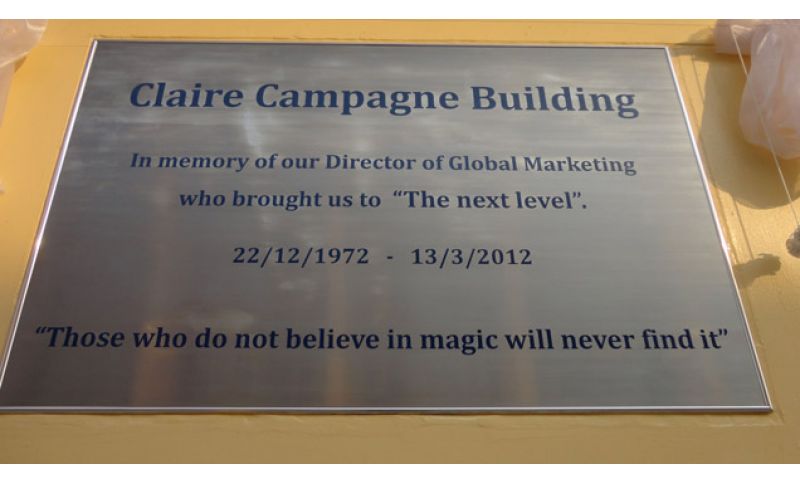 Claire Campagne Building
In memory of our Director of Global Marketing
who brought us to “The next level”.
22/12/1972 - 13/3/2012
“Those who do not believe in magic will never find it”